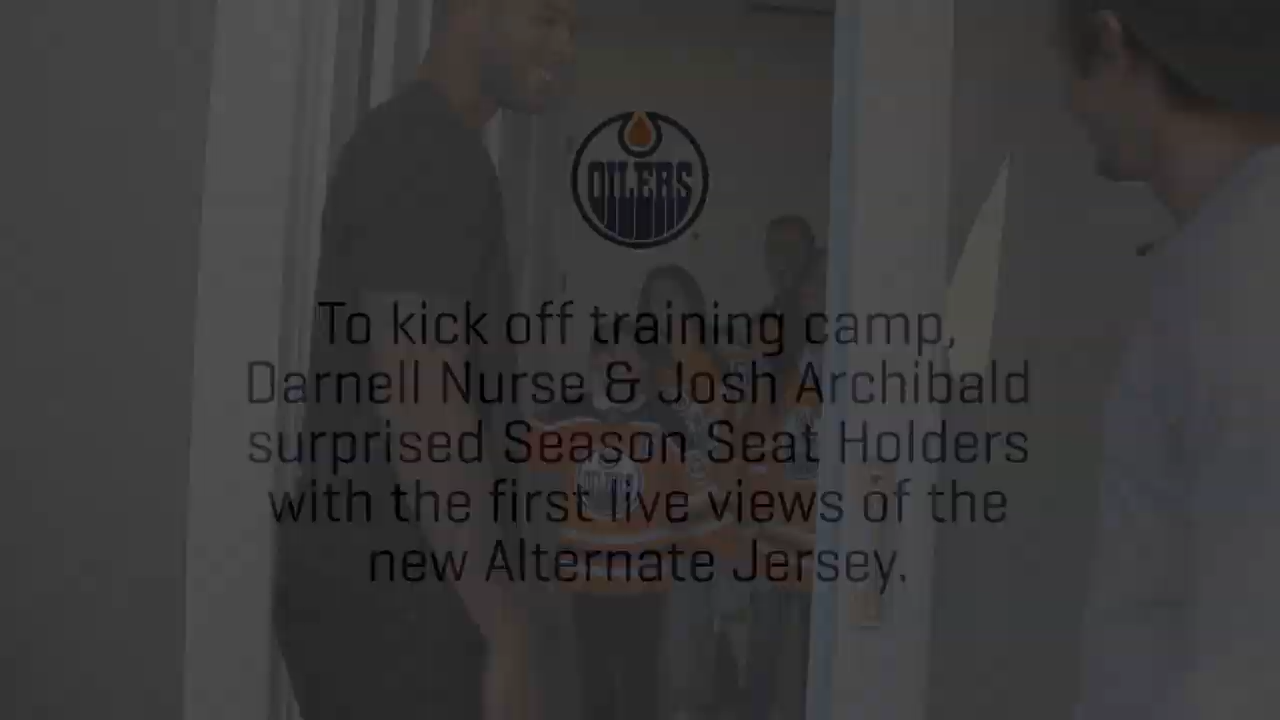 OILERS
To kick off training camp,
Darnell Nurse & Josh Archibald
surprised Season Seat Holders
with the first live views of the
new Alternate Jersey.
OILERS